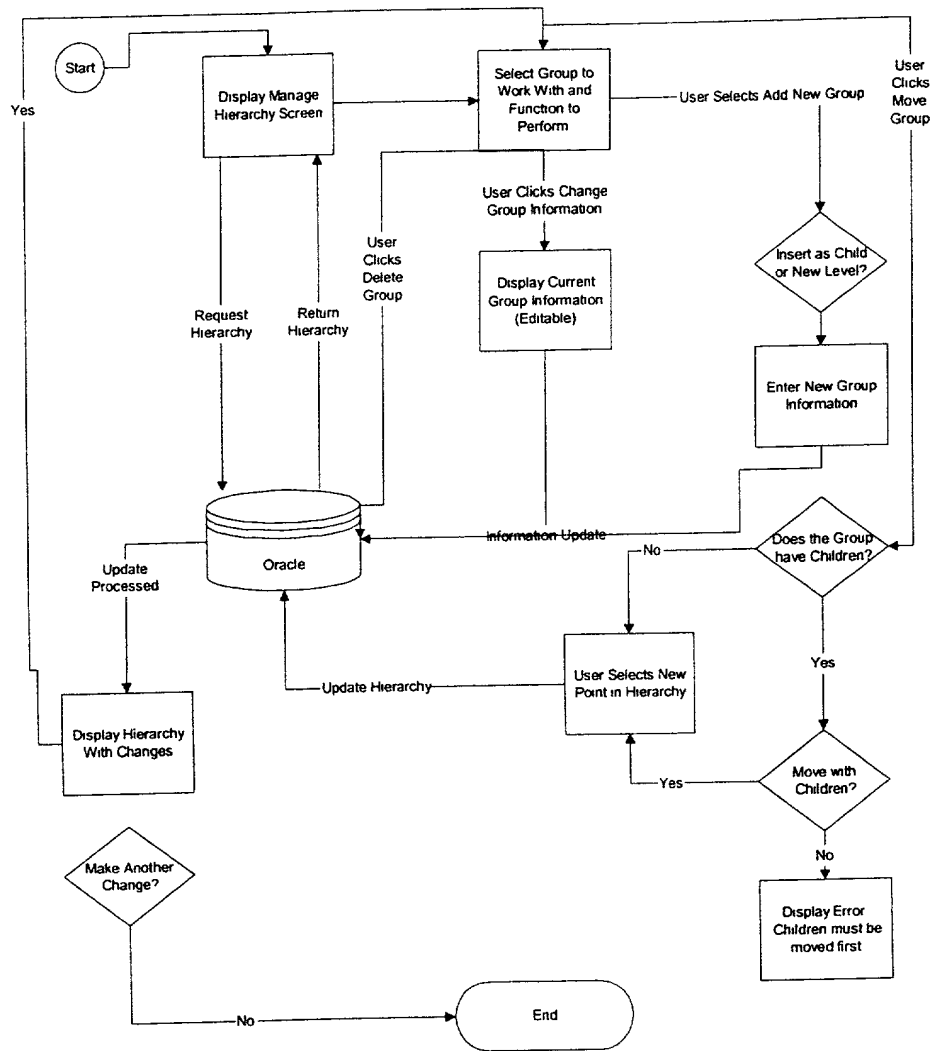 Start
Yes
Display Manage
Hierarchy Screen
Select Group to
Work With and
Function to
Perform
User Selects Add New Group
User
Clicks
Move
Group
User Clicks Change
Group Information
User
Clicks
Delete
Group
Insert as Child
or New Level?
Display Current
Group Information
(Editable)
Request
Hierarchy
Return
Hierarchy
Enter New Group
Information
Information Update
Does the Group
have Children?
No
Oracle
Update
Processed
Yes
User Selects New
Point in Hierarchy
Update Hierarchy
Display Hierarchy
With Changes
Move with
Children?
Yes
No
Make Another
Change?
Display Error
Children must be
moved first
No
End